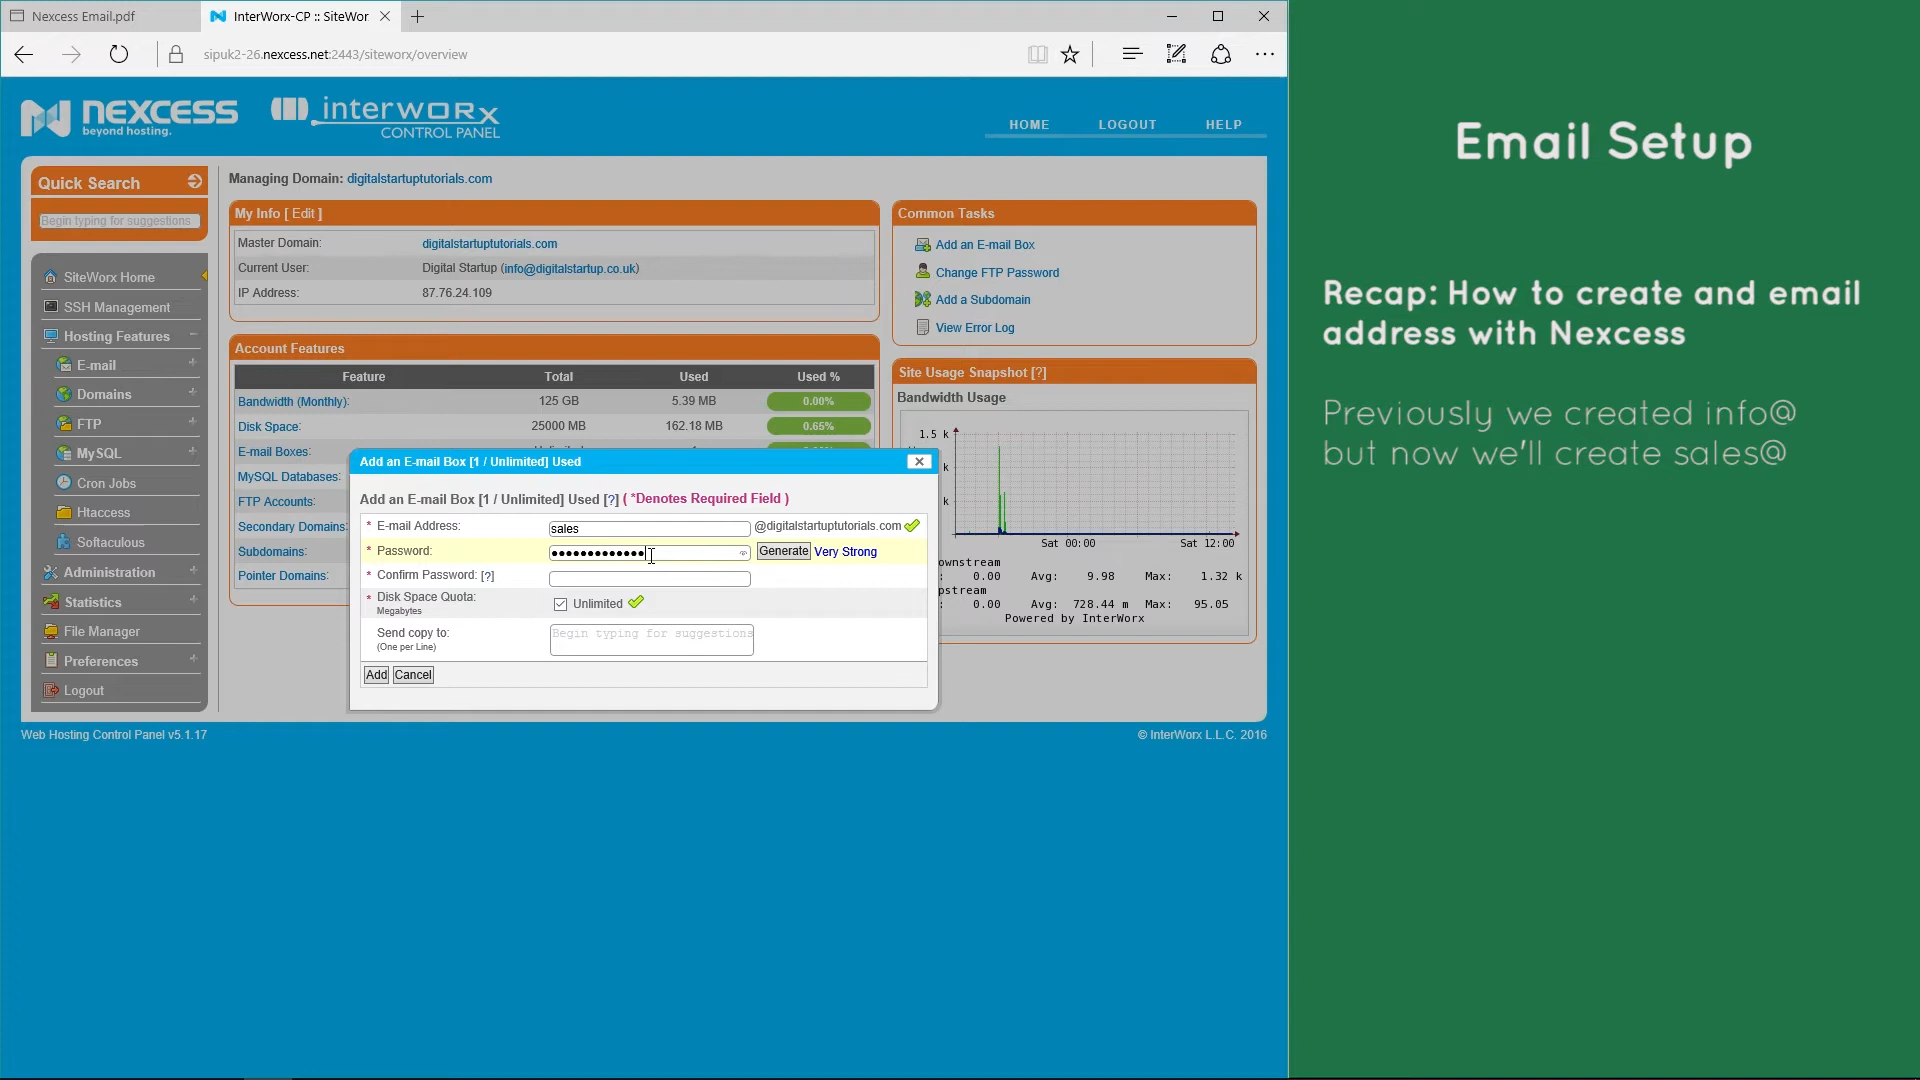 Nexcess Email.pdf
InterWorx-CP :: SiteWor
sipuk2-26.nexcess.net:2443/siteworx/overview
NEXCESS
beyond hosting.
interworx
CONTROL PANEL
HOME LOGOUT HELP
Quick Search
Begin typing for suggestions
SiteWorx Home
SSH Management
Hosting Features
E-mail
Domains
FTP
MySQL
Cron Jobs
Htaccess
Softaculous
Administration
Statistics
File Manager
Preferences
Logout
Managing Domain: digitalstartuptutorials.com
My Info [ Edit ]
Master Domain: digitalstartuptutorials.com
Current User: Digital Startup (info@digitalstartup.co.uk)
IP Address: 87.76.24.109
Account Features
Feature Total Used Used %
Bandwidth (Monthly): 125 GB 5.39 MB 0.00%
Disk Space: 25000 MB 162.18 MB 0.65%
E-mail Boxes:
MySQL Databases:
FTP Accounts:
Secondary Domains:
Subdomains:
Pointer Domains:
Common Tasks
Add an E-mail Box
Change FTP Password
Add a Subdomain
View Error Log
Site Usage Snapshot [?]
Bandwidth Usage
1.5 k
k
k
Sat 00:00 Sat 12:00
ownstream
: 0.00 Avg: 9.98 Max: 1.32 k
pstream
: 0.00 Avg: 728.44 m Max: 95.05
Powered by InterWorx
Add an E-mail Box [1 / Unlimited] Used
Add an E-mail Box [1 / Unlimited] Used [?] ( *Denotes Required Field )
* E-mail Address: sales @digitalstartuptutorials.com
* Password: ●●●●●●●●●●●●● Generate Very Strong
* Confirm Password: [?]
* Disk Space Quota: Unlimited
Megabytes
Send copy to: Begin typing for suggestions
(One per Line)
Add Cancel
Web Hosting Control Panel v5.1.17
© InterWorx L.L.C. 2016
Email Setup
Recap: How to create and email
address with Nexcess
Previously we created info@
but now we'll create sales@